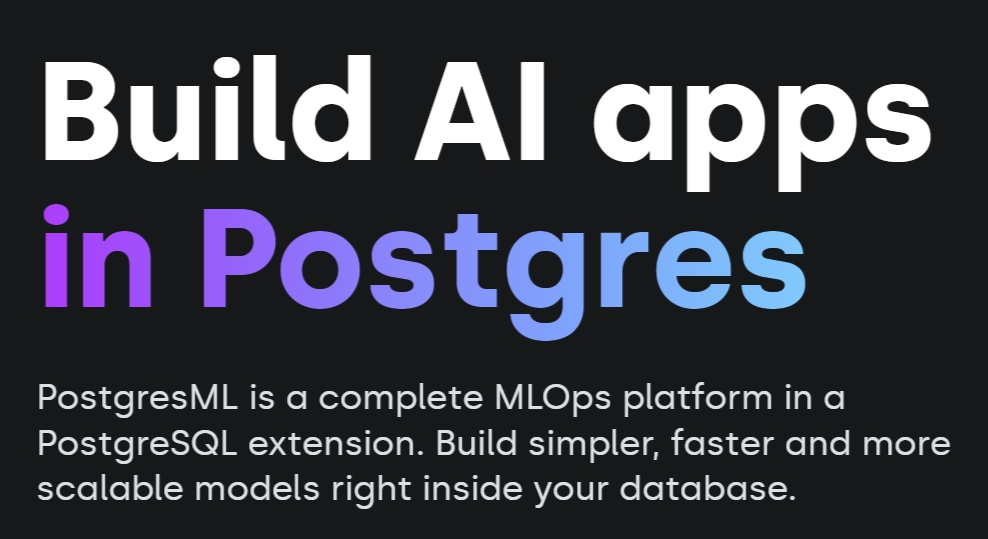 Build AI apps
in Postgres
PostgresML is a complete MLOps platform in a
PostgreSQL extension. Build simpler, faster and more
scalable models right inside your database.